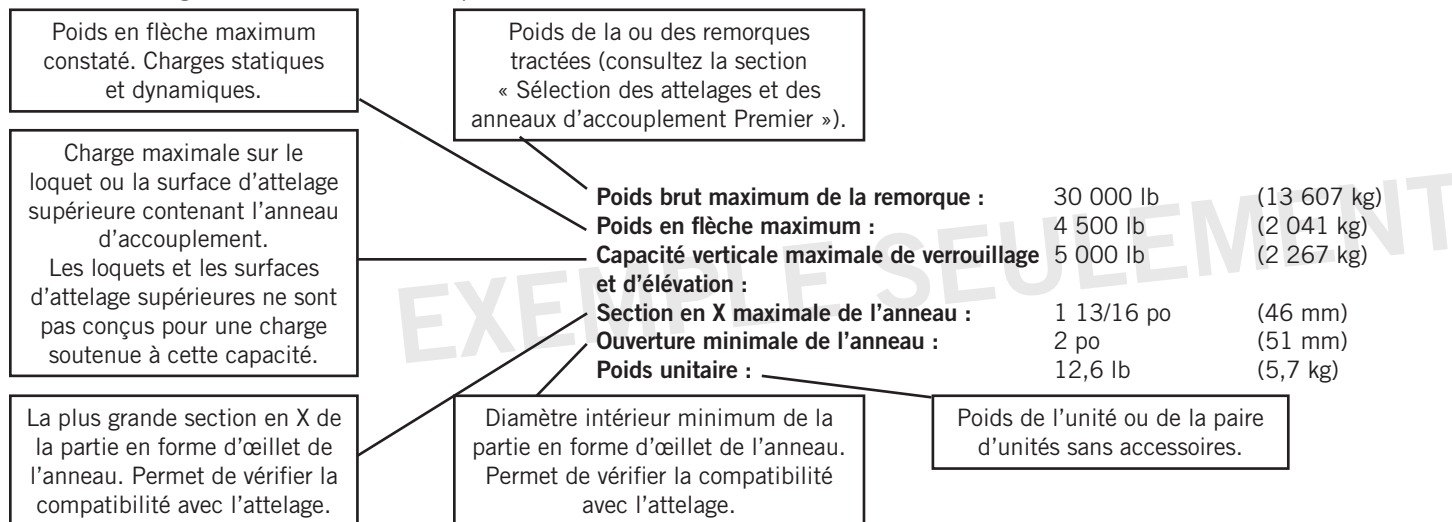 Poids en flèche maximum
constaté. Charges statiques
et dynamiques.
Poids de la ou des remorques
tractées (consultez la section
« Sélection des attelages et des
anneaux d'accouplement Premier »).
Charge maximale sur le
loquet ou la surface d'attelage
supérieure contenant l'anneau
d'accouplement.
Les loquets et les surfaces
d'attelage supérieures ne sont
pas conçus pour une charge
soutenue à cette capacité.
Poids brut maximum de la remorque : 30 000 lb (13 607 kg)
Poids en flèche maximum : 4 500 lb (2 041 kg)
Capacité verticale maximale de verrouillage 5 000 lb (2 267 kg)
et d'élévation :
Section en X maximale de l'anneau : 1 13/16 po (46 mm)
Ouverture minimale de l'anneau : 2 po (51 mm)
Poids unitaire : 12,6 lb (5,7 kg)
EXEMPLE SEULEMENT
La plus grande section en X de
la partie en forme d'œillet de
l'anneau. Permet de vérifier la
compatibilité avec l'attelage.
Diamètre intérieur minimum de la
partie en forme d'œillet de l'anneau.
Permet de vérifier la compatibilité
avec l'attelage.
Poids de l'unité ou de la paire
d'unités sans accessoires.